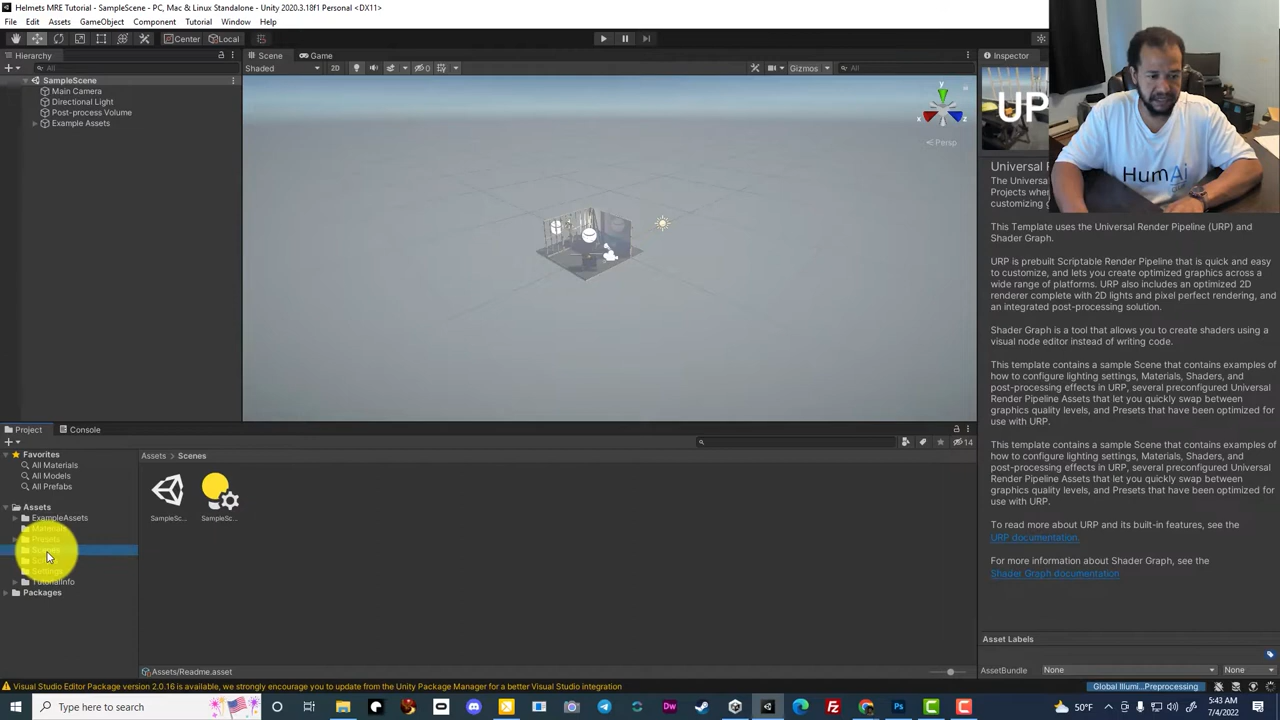 Helmets MRE Tutorial - SampleScene - PC, Mac & Linux Standalone - Unity 2020.3.18f1 Personal <DX11>
File Edit Assets GameObject Component Tutorial Window Help
Center Local
Hierarchy
Scene Game
Inspector
All
Shaded 2D 0 Gizmos All
SampleScene
Main Camera
Directional Light
Post-process Volume
Example Assets
y
x z
Persp
UP
HumAi
Universal
The Univers
Projects whe
customizing
This Template uses the Universal Render Pipeline (URP) and
Shader Graph.
URP is prebuilt Scriptable Render Pipeline that is quick and easy
to customize, and lets you create optimized graphics across a
wide range of platforms. URP also includes an optimized 2D
renderer complete with 2D lights and pixel perfect rendering, and
an integrated post-processing solution.
Shader Graph is a tool that allows you to create shaders using a
visual node editor instead of writing code.
This template contains a sample Scene that contains examples of
how to configure lighting settings, Materials, Shaders, and
post-processing effects in URP, several preconfigured Universal
Render Pipeline Assets that let you quickly swap between
graphics quality levels, and Presets that have been optimized for
use with URP.
This template contains a sample Scene that contains examples of
how to configure lighting settings, Materials, Shaders, and
post-processing effects in URP, several preconfigured Universal
Render Pipeline Assets that let you quickly swap between
graphics quality levels, and Presets that have been optimized for
use with URP.
To read more about URP and its built-in features, see the
URP documentation.
For more information about Shader Graph, see the
Shader Graph documentation
Project Console
14
Favorites
All Materials
All Models
All Prefabs
Assets
ExampleAssets
Materials
Presets
Scenes
Settings
TutorialInfo
Packages
Assets Scenes
SampleSc... SampleSc...
Assets/Readme.asset
Asset Labels
AssetBundle None None
Visual Studio Editor Package version 2.0.16 is available, we strongly encourage you to update from the Unity Package Manager for a better Visual Studio integration
Global Illumi...Preprocessing
Type here to search
50°F
5:43 AM
7/4/2022